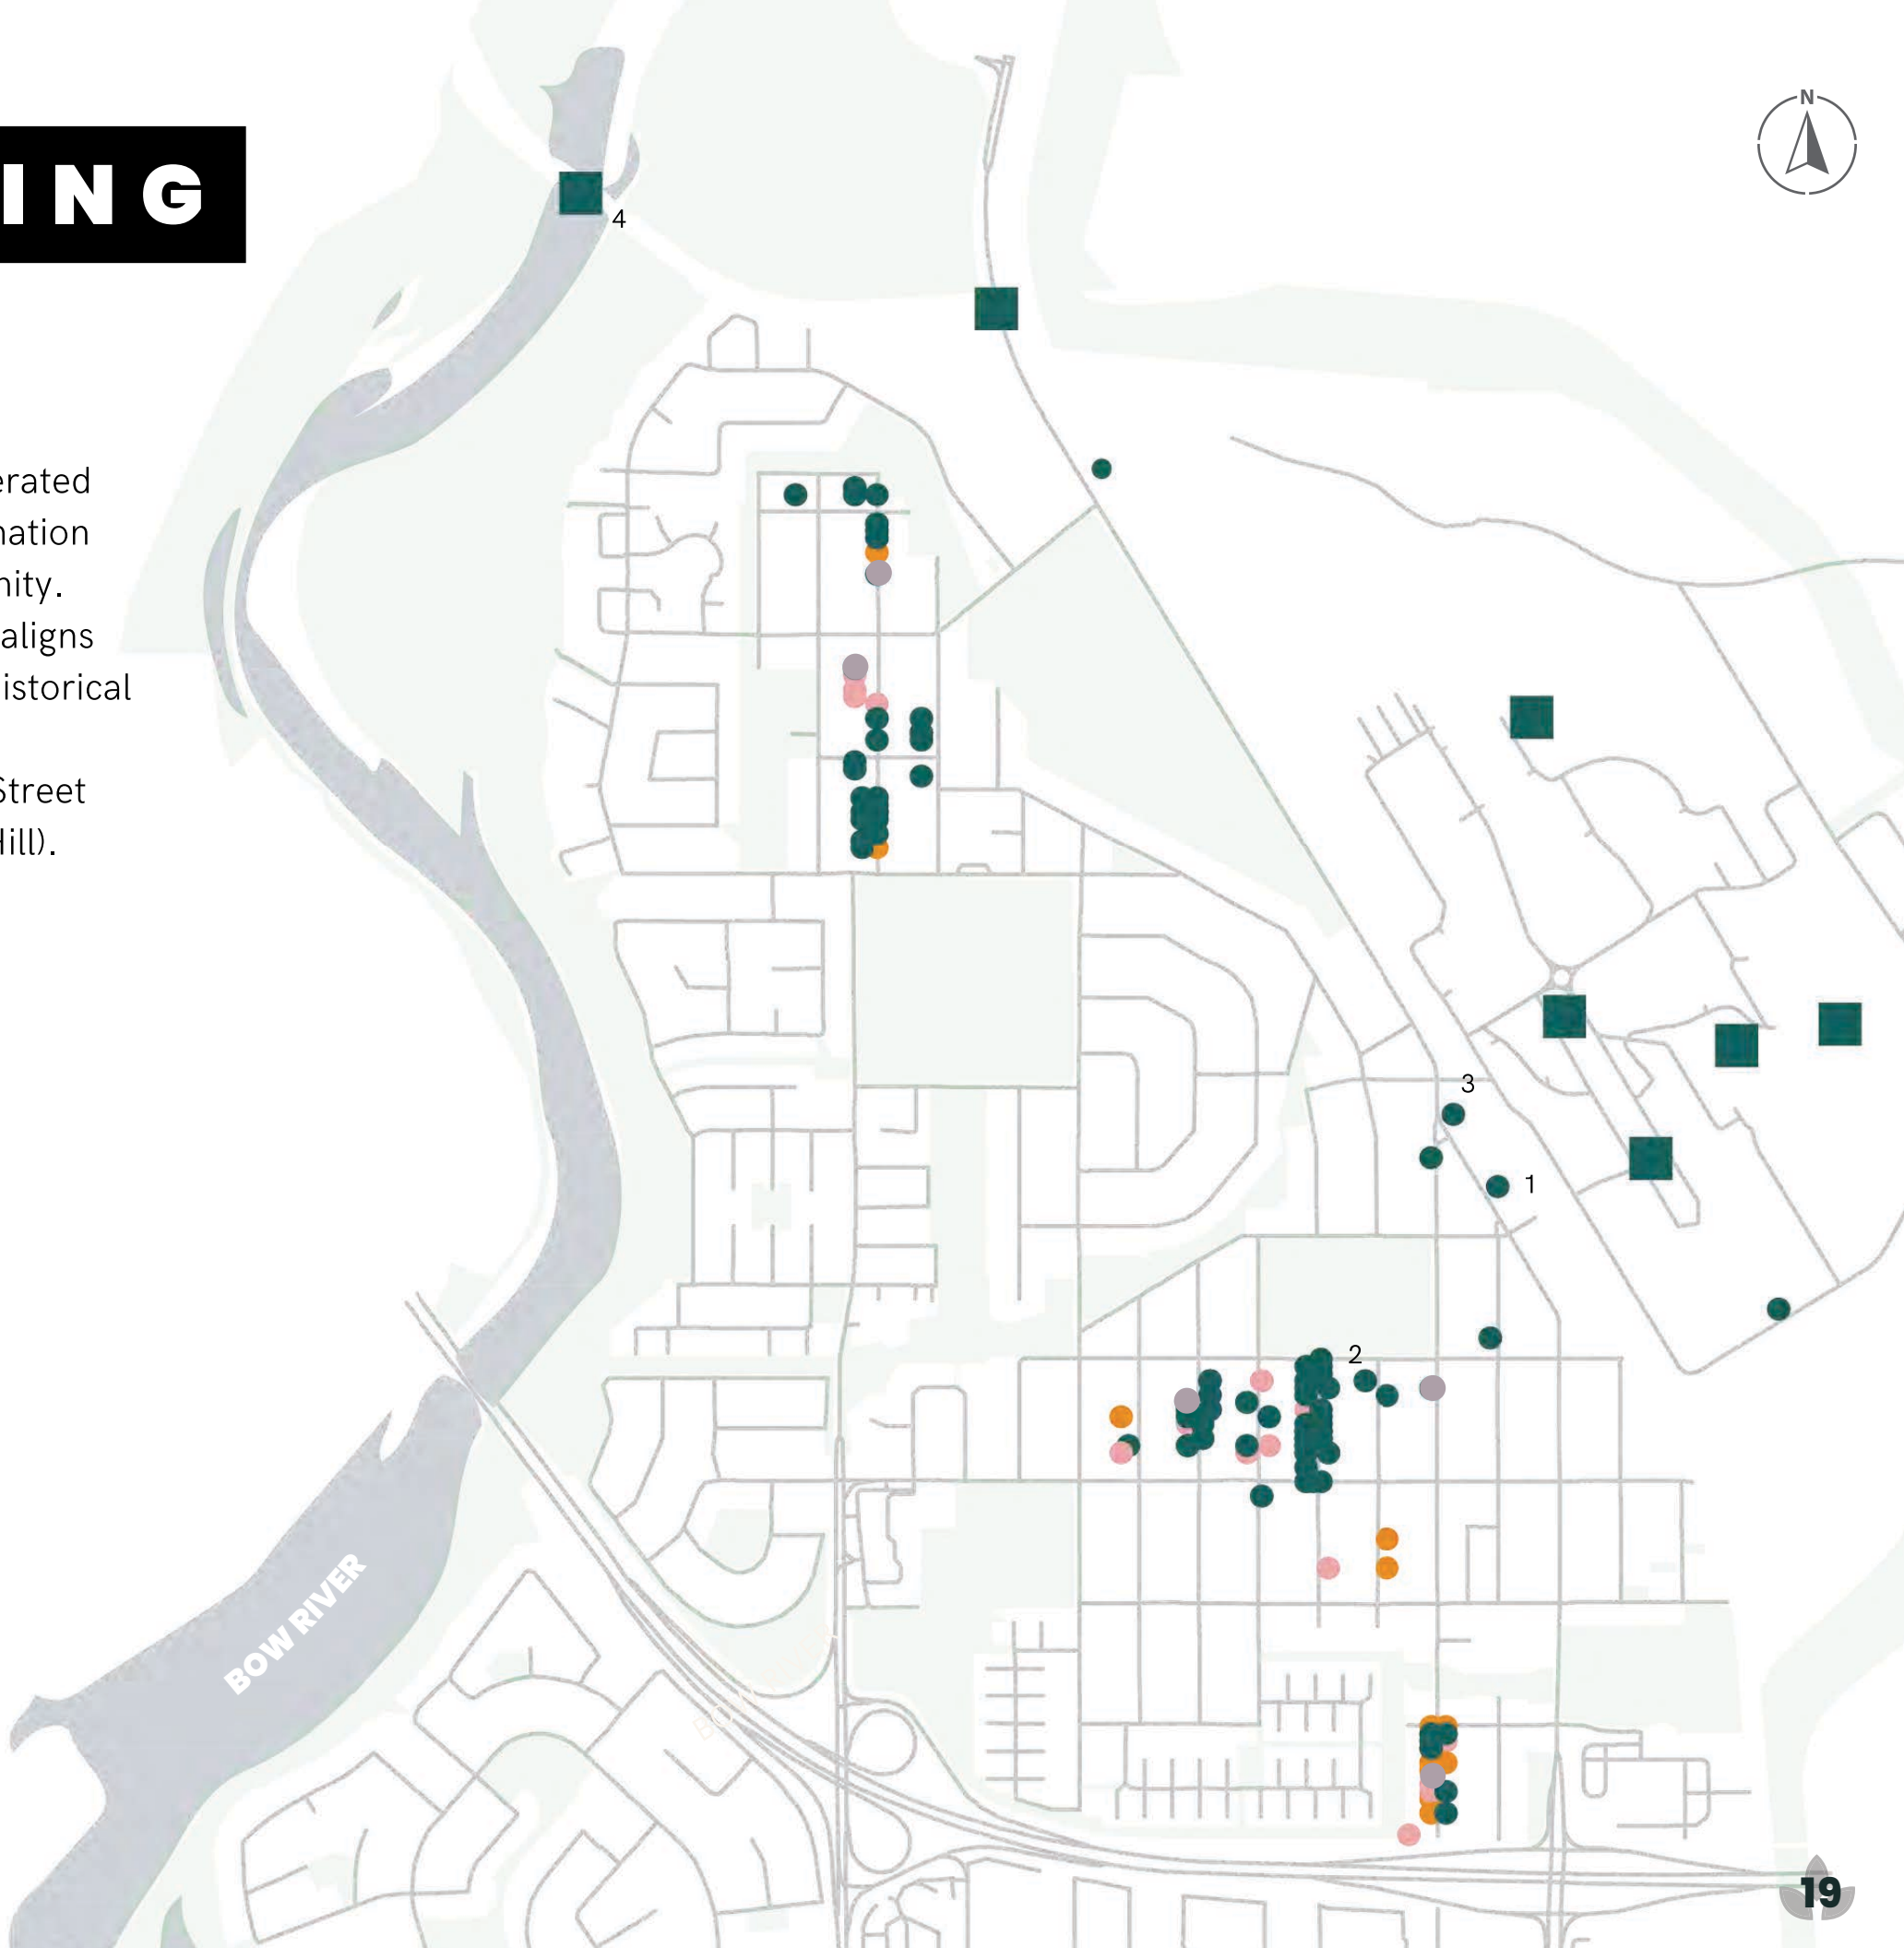 ING
N
4
erated
nation
nity.
aligns
istorical
Street
Hill).
3
1
2
BOW RIVER
19